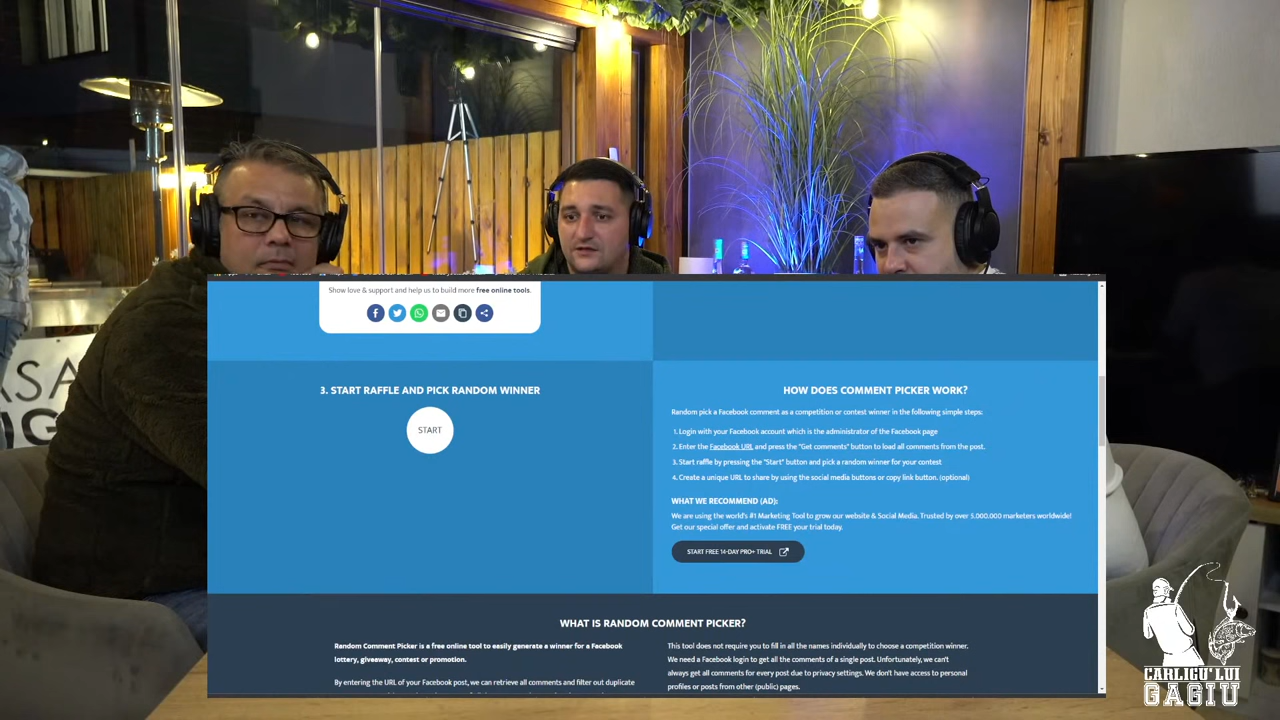 Show love & support and help us to build more free online tools.
3. START RAFFLE AND PICK RANDOM WINNER
START
HOW DOES COMMENT PICKER WORK?
Random pick a Facebook comment as a competition or contest winner in the following simple steps:
1. Login with your Facebook account which is the administrator of the Facebook page
2. Enter the Facebook URL and press the "Get comments" button to load all comments from the post.
3. Start raffle by pressing the "Start" button and pick a random winner for your contest
4. Create a unique URL to share by using the social media buttons or copy link button. (optional)
WHAT WE RECOMMEND (AD):
We are using the world's #1 Marketing Tool to grow our website & Social Media. Trusted by over 5.000.000 marketers worldwide!
Get our special offer and activate FREE your trial today.
START FREE 14-DAY PRO+ TRIAL
WHAT IS RANDOM COMMENT PICKER?
Random Comment Picker is a free online tool to easily generate a winner for a Facebook
lottery, giveaway, contest or promotion.
By entering the URL of your Facebook post, we can retrieve all comments and filter out duplicate
This tool does not require you to fill in all the names individually to choose a competition winner.
We need a Facebook login to get all the comments of a single post. Unfortunately, we can't
always get all comments for every post due to privacy settings. We don't have access to personal
profiles or posts from other (public) pages.
CARLIGU' LUI
GAGIU